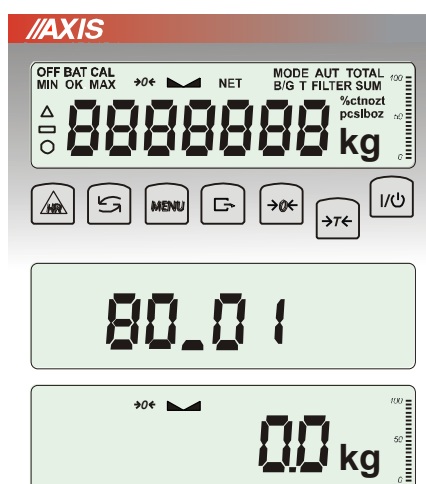 //AXIS
OFF BAT CAL MODE AUT TOTAL 100
MIN OK MAX →0← NET B/G T FILTER SUM
%ctnozt
pcslboz 50
8888888 kg
0
HR MENU →0← →T← I/⏻
80_01
→0← 100
50
0.0 kg
0